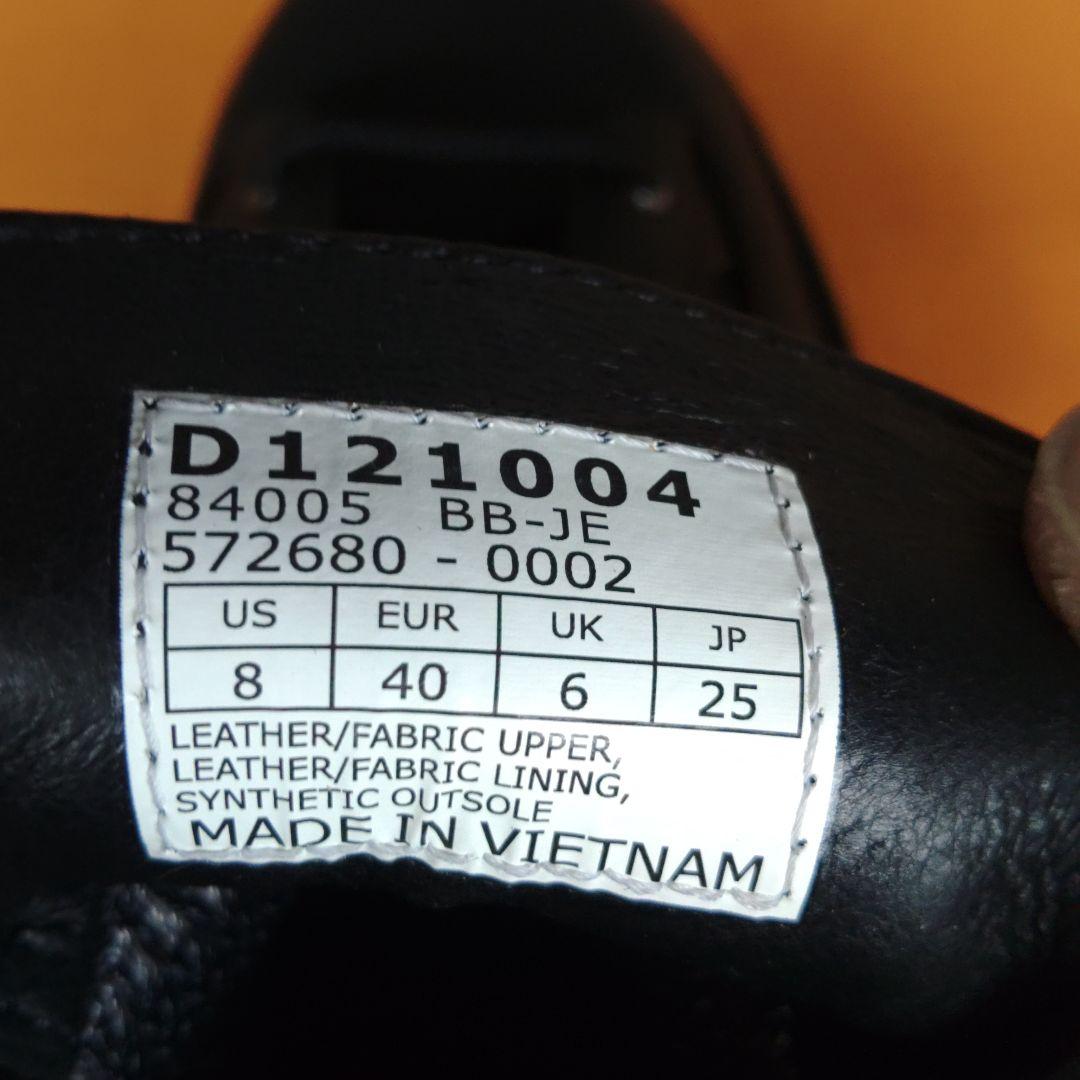 D121004
84005 BB-JE
572680 - 0002
US EUR UK JP
8 40 6 25
LEATHER/FABRIC UPPER,
LEATHER/FABRIC LINING,
SYNTHETIC OUTSOLE
MADE IN VIETNAM